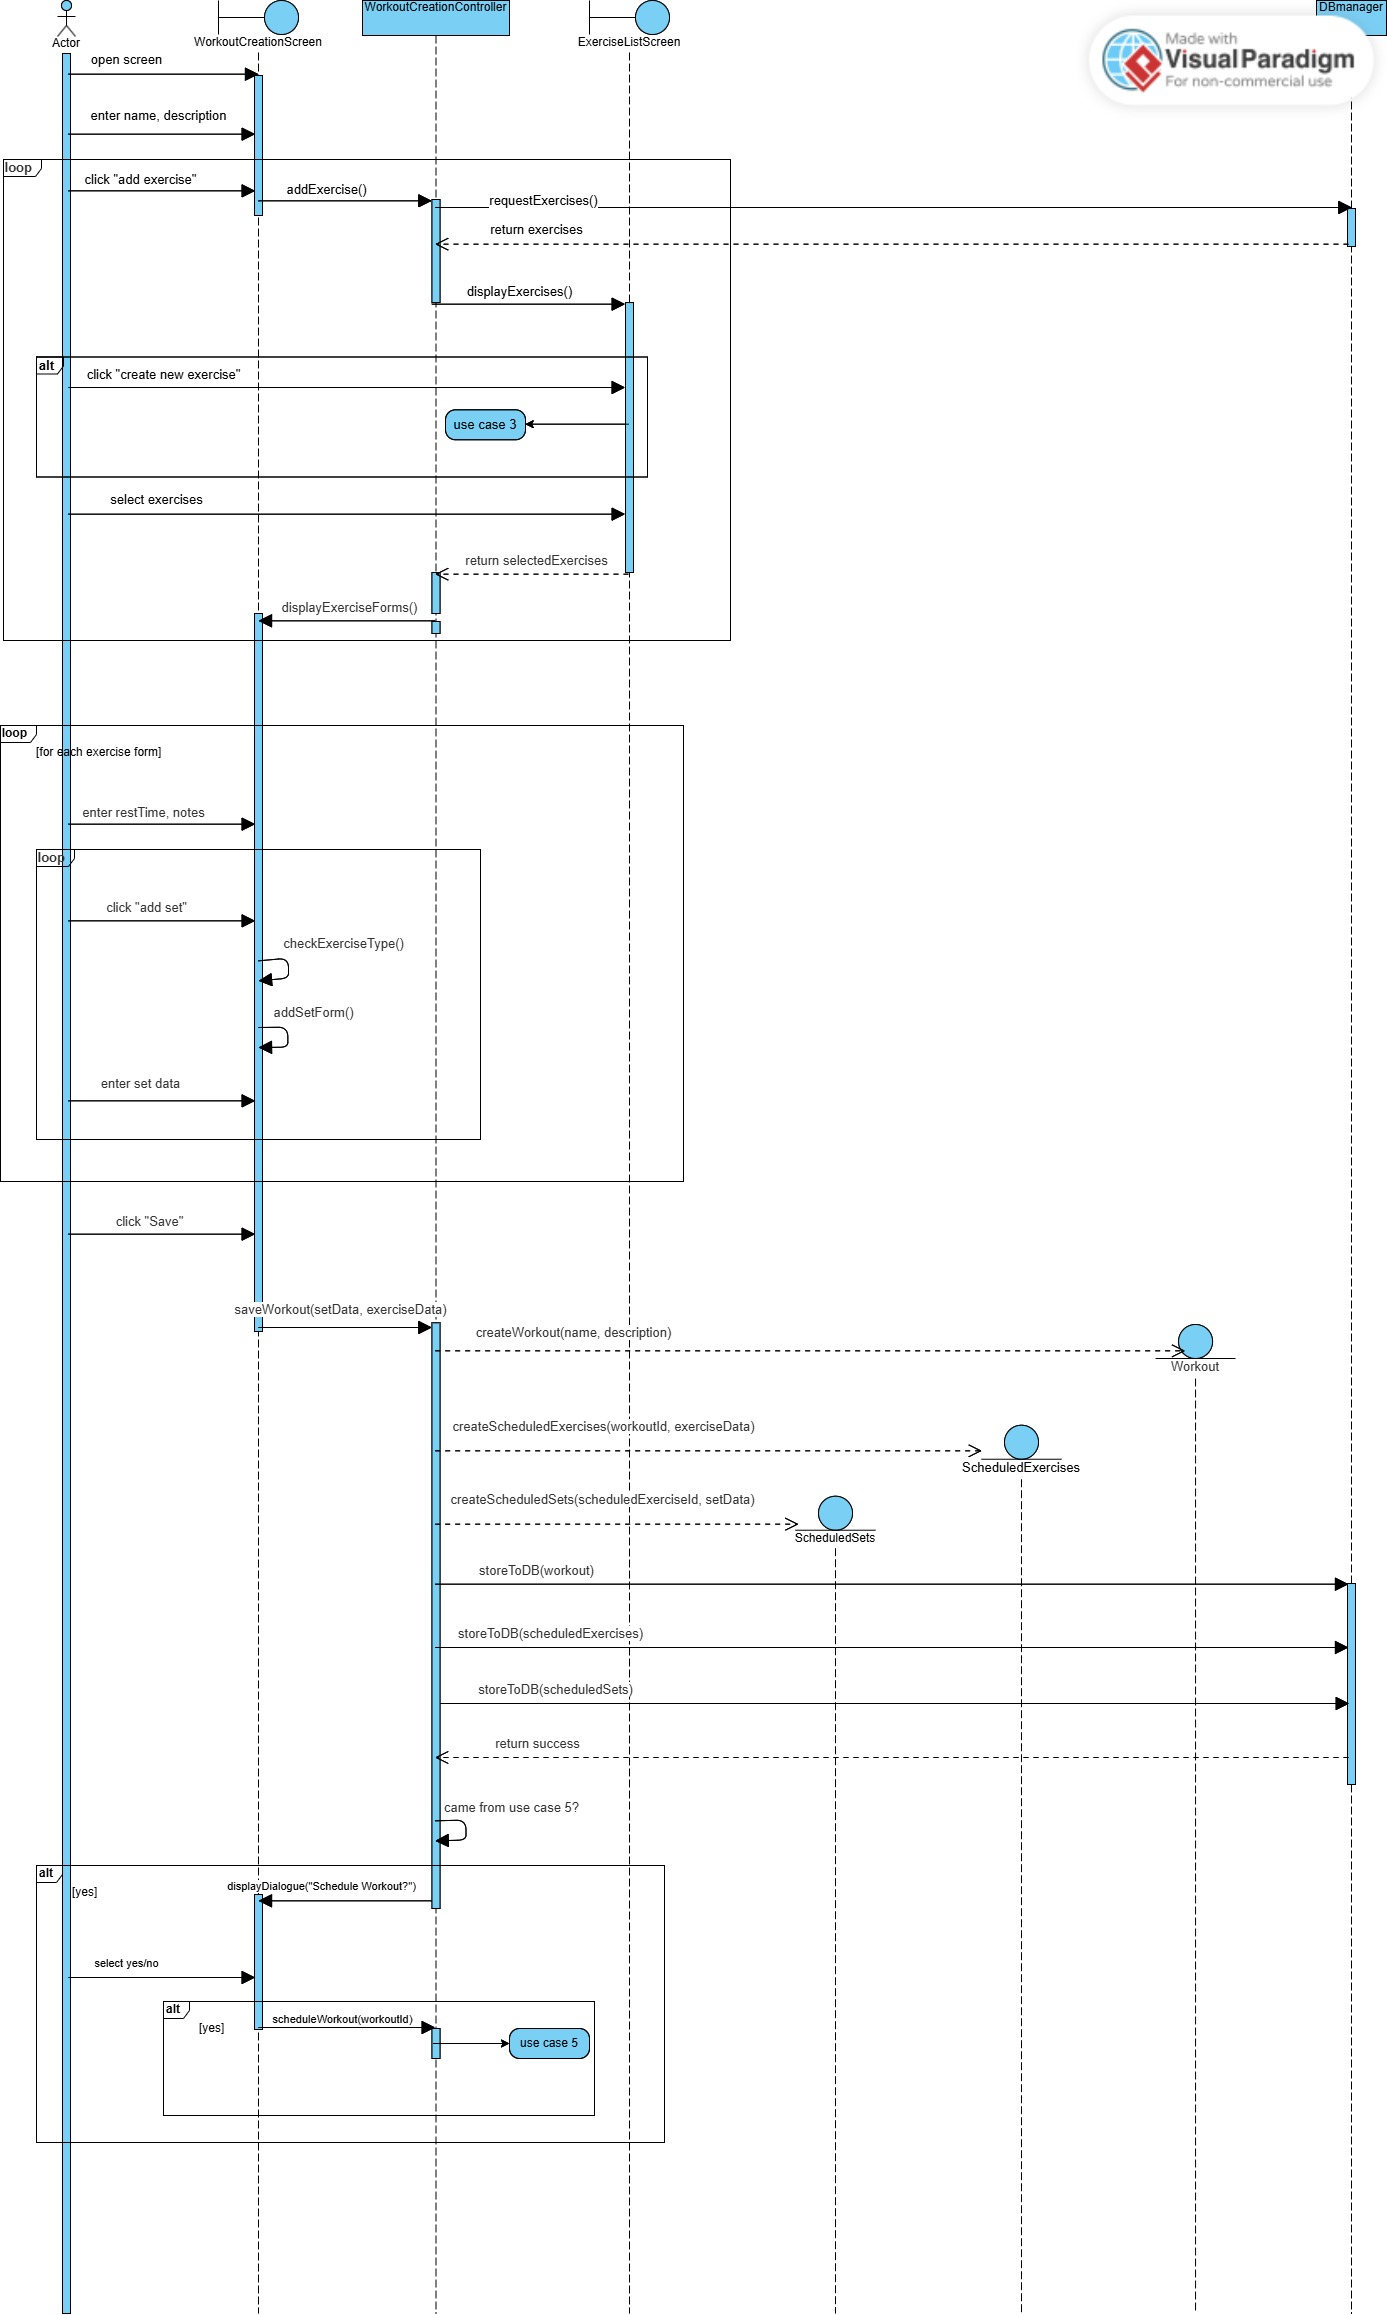 WorkoutCreationController
DBmanager
Actor
WorkoutCreationScreen
ExerciseListScreen
Made with
Visual Paradigm
For non-commercial use
open screen
enter name, description
loop
click "add exercise"
addExercise()
requestExercises()
return exercises
displayExercises()
alt
click "create new exercise"
use case 3
select exercises
return selectedExercises
displayExerciseForms()
loop
[for each exercise form]
enter restTime, notes
loop
click "add set"
checkExerciseType()
addSetForm()
enter set data
click "Save"
saveWorkout(setData, exerciseData)
createWorkout(name, description)
Workout
createScheduledExercises(workoutId, exerciseData)
ScheduledExercises
createScheduledSets(scheduledExerciseId, setData)
ScheduledSets
storeToDB(workout)
storeToDB(scheduledExercises)
storeToDB(scheduledSets)
return success
came from use case 5?
alt
[yes]
displayDialogue("Schedule Workout?")
select yes/no
alt
[yes]
scheduleWorkout(workoutId)
use case 5